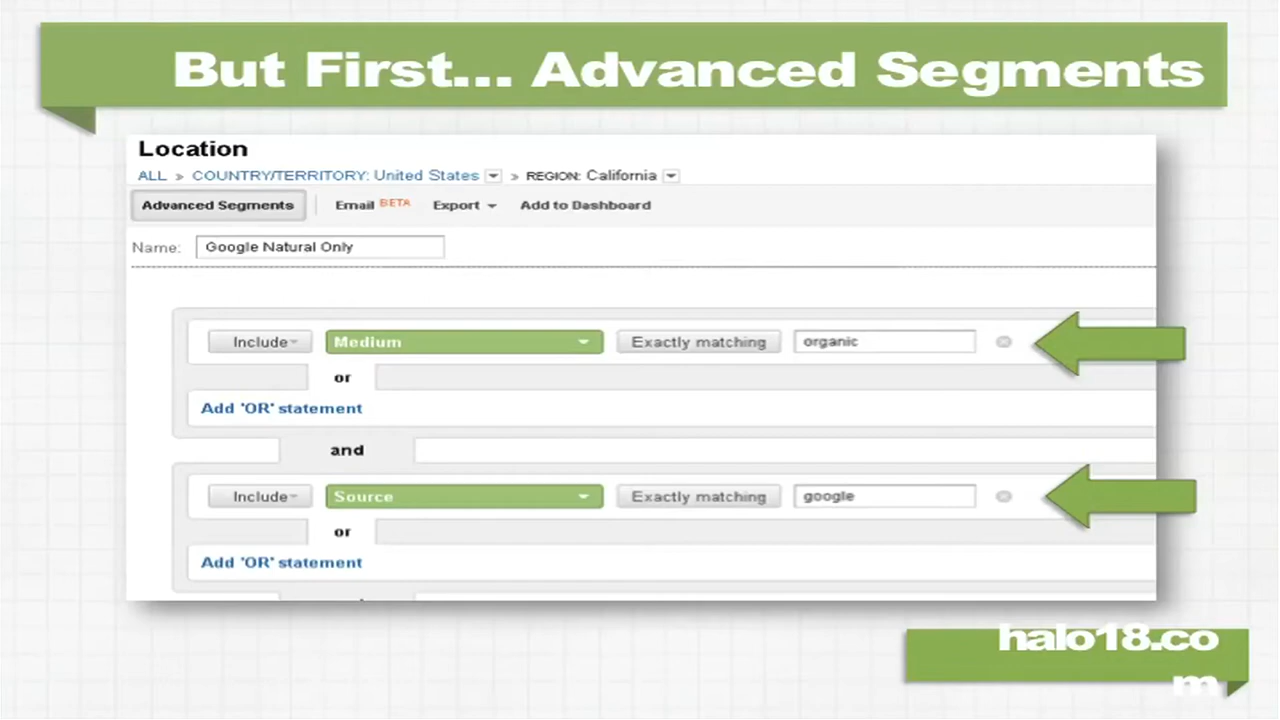 But First... Advanced Segments
Location
ALL » COUNTRY/TERRITORY: United States » REGION: California
Advanced Segments Email BETA Export Add to Dashboard
Name: Google Natural Only
Include Medium Exactly matching organic
or
Add 'OR' statement
and
Include Source Exactly matching google
or
Add 'OR' statement
halo18.co
m